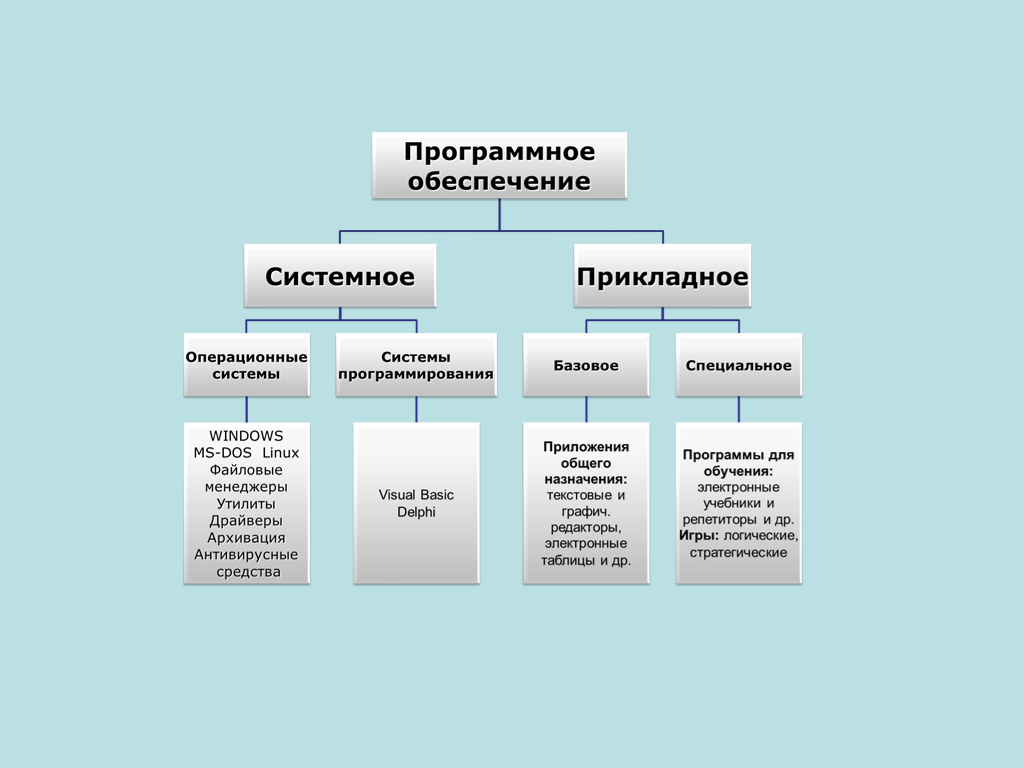 Программное
обеспечение
Системное
Прикладное
Операционные
системы
Системы
программирования
Базовое
Специальное
WINDOWS
MS-DOS Linux
Файловые
менеджеры
Утилиты
Драйверы
Архивация
Антивирусные
средства
Visual Basic
Delphi
Приложения
общего
назначения:
текстовые и
графич.
редакторы,
электронные
таблицы и др.
Программы для
обучения:
электронные
учебники и
репетиторы и др.
Игры: логические,
стратегические